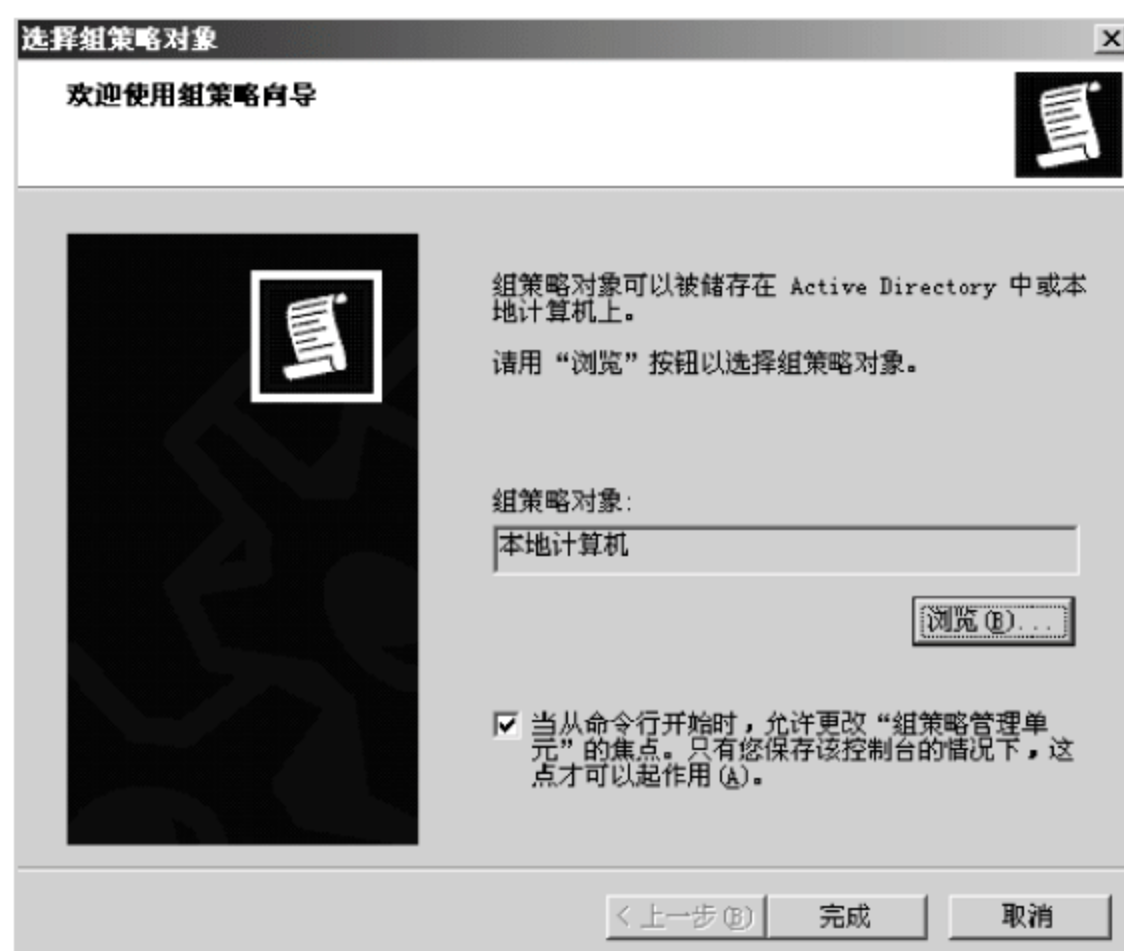 选择组策略对象
欢迎使用组策略向导
组策略对象可以被储存在 Active Directory 中或本
地计算机上。
请用“浏览”按钮以选择组策略对象。
组策略对象:
本地计算机
浏览(B)...
当从命令行开始时，允许更改“组策略管理单
元”的焦点。只有您保存该控制台的情况下，这
点才可以起作用(A)。
< 上一步(B) 完成 取消